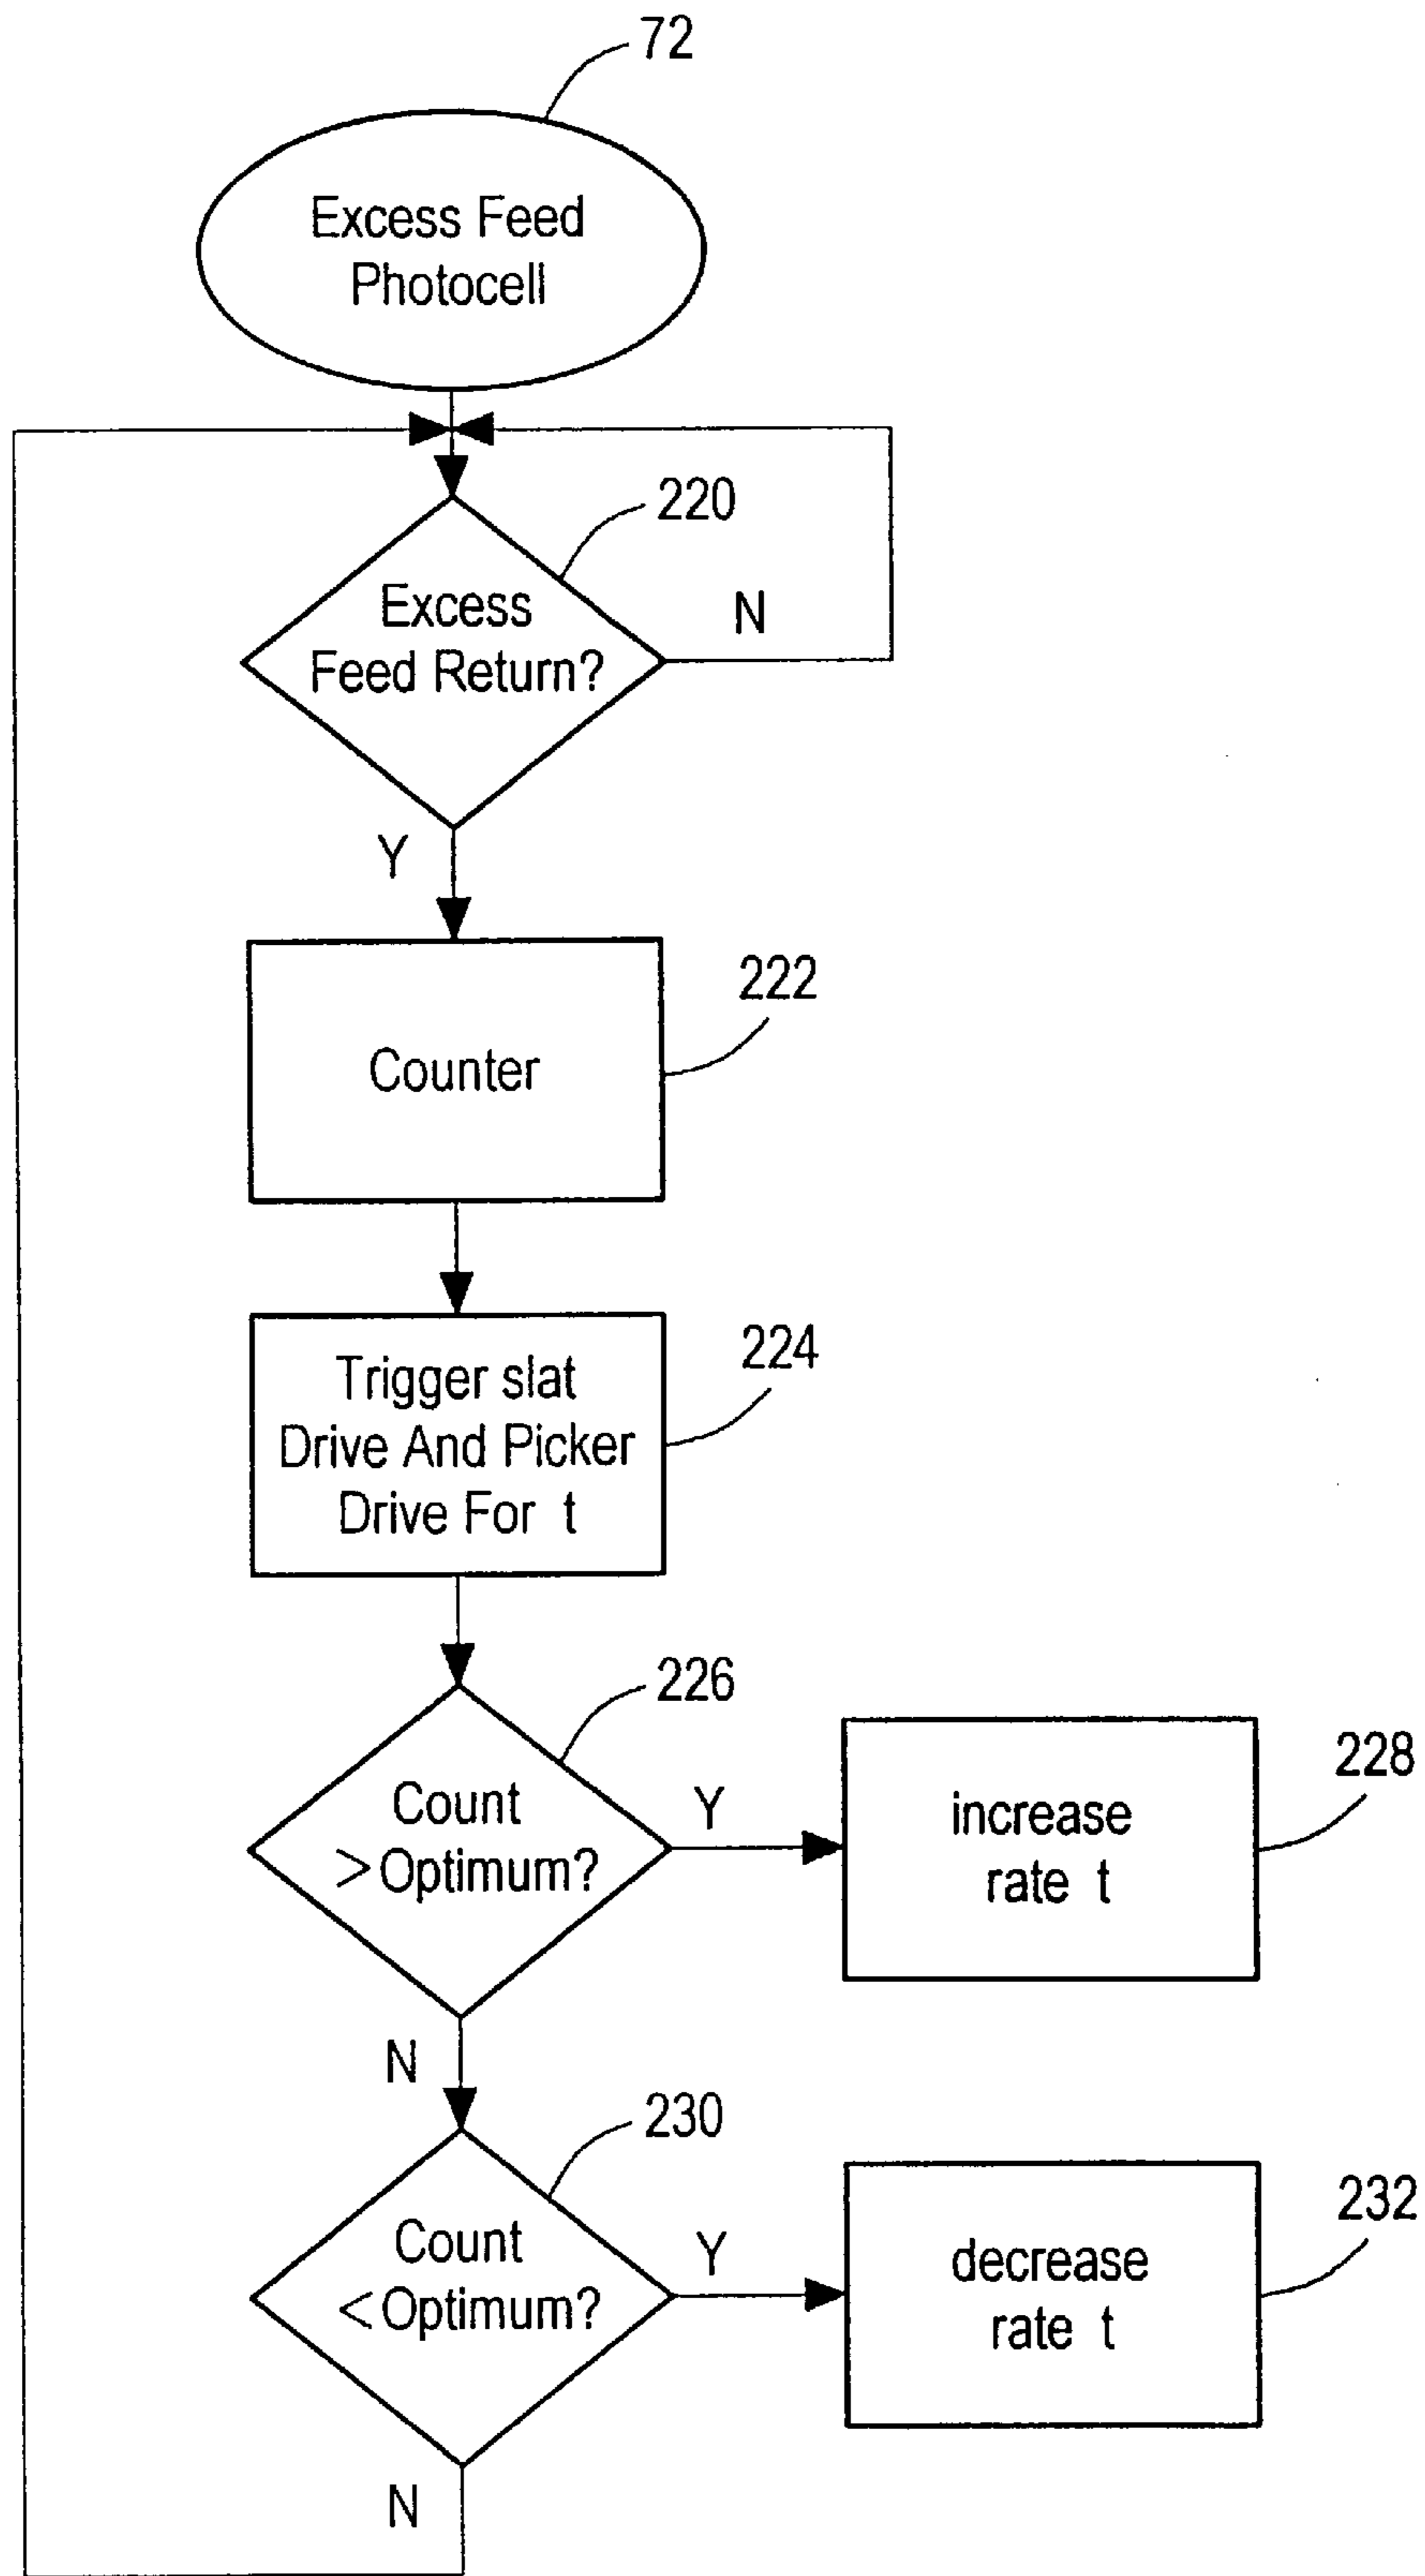 72
Excess Feed
Photocell
220
Excess
Feed Return?
N
Y
222
Counter
224
Trigger slat
Drive And Picker
Drive For t
226
Count
>Optimum?
Y
228
increase
rate t
N
230
Count
<Optimum?
Y
232
decrease
rate t
N